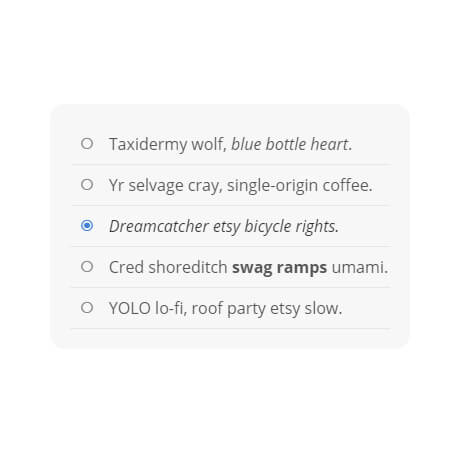 Taxidermy wolf, blue bottle heart.
Yr selvage cray, single-origin coffee.
Dreamcatcher etsy bicycle rights.
Cred shoreditch swag ramps umami.
YOLO lo-fi, roof party etsy slow.